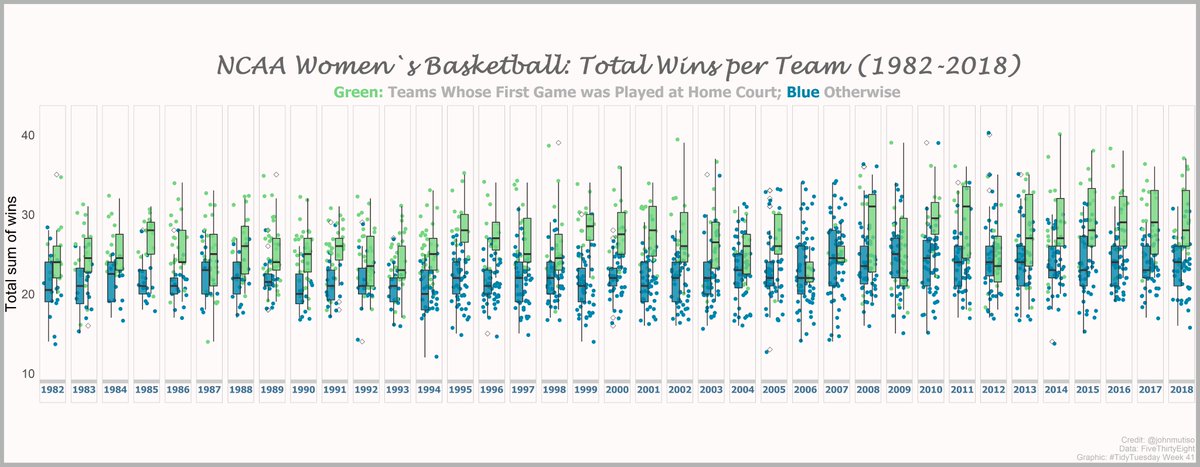 NCAA Women`s Basketball: Total Wins per Team (1982-2018)
Green: Teams Whose First Game was Played at Home Court; Blue Otherwise
Total sum of wins
40
30
20
10
1982 1983 1984 1985 1986 1987 1988 1989 1990 1991 1992 1993 1994 1995 1996 1997 1998 1999 2000 2001 2002 2003 2004 2005 2006 2007 2008 2009 2010 2011 2012 2013 2014 2015 2016 2017 2018
Credit: @johnmutiso
Data: FiveThirtyEight
Graphic: #TidyTuesday Week 41